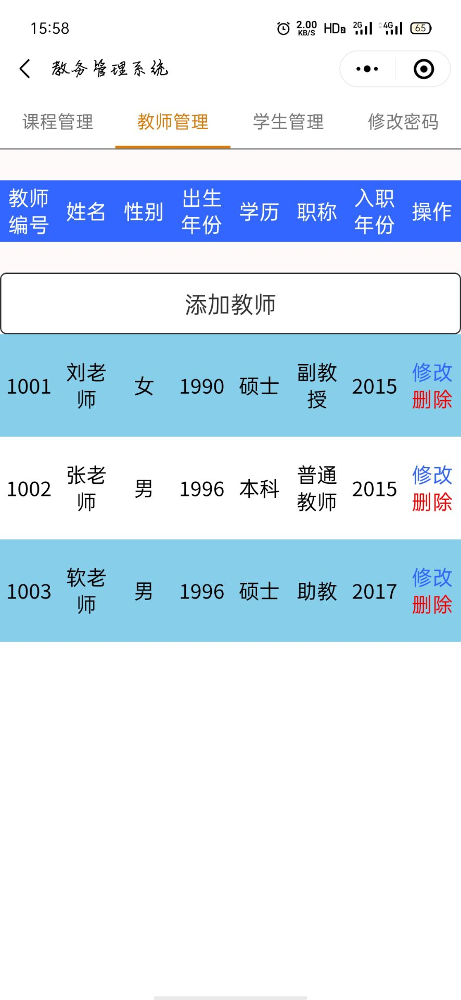 15:58 2.00 KB/S HD2 2G 4G 65
教务管理系统
课程管理 教师管理 学生管理 修改密码
教师编号 姓名 性别 出生年份 学历 职称 入职年份 操作
添加教师
1001 刘老师 女 1990 硕士 副教授 2015 修改 删除
1002 张老师 男 1996 本科 普通教师 2015 修改 删除
1003 软老师 男 1996 硕士 助教 2017 修改 删除